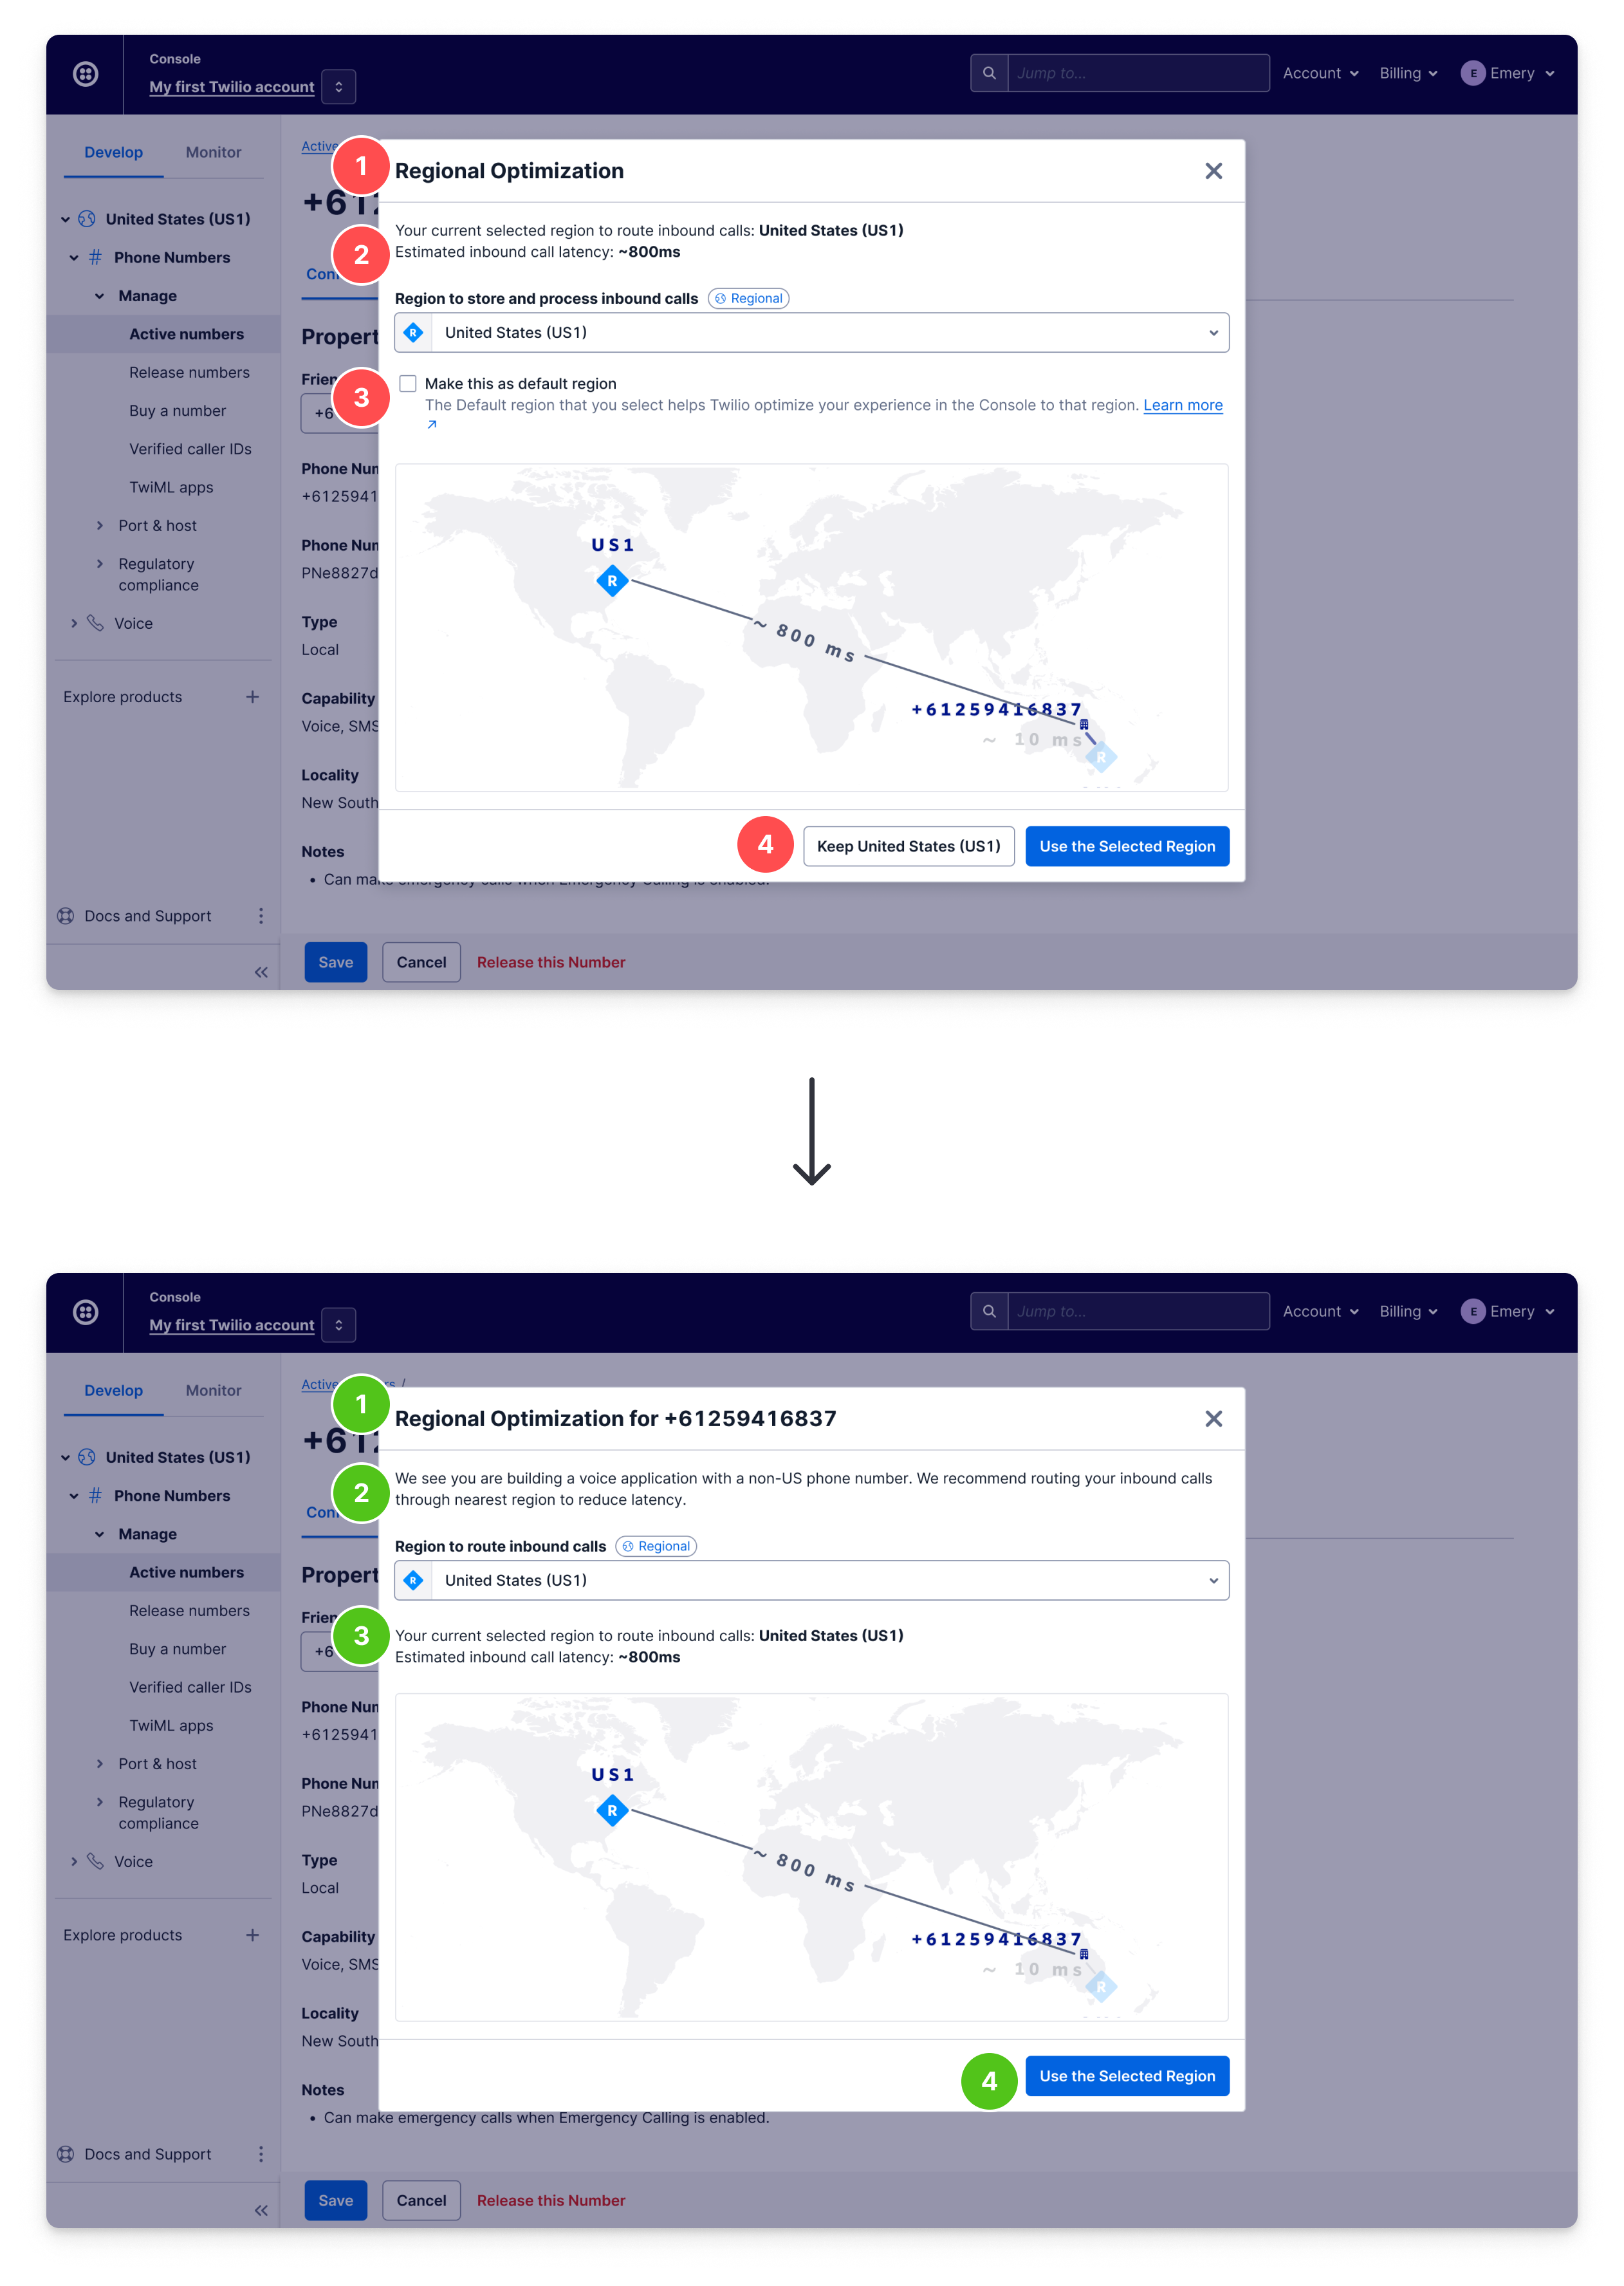 Console
My first Twilio account
Jump to...
Account
Billing
E
Emery
Develop
Monitor
United States (US1)
Phone Numbers
Manage
Active numbers
Release numbers
Buy a number
Verified caller IDs
TwiML apps
Port & host
Regulatory
compliance
Voice
Explore products
Docs and Support
Active
+61
Phone Num
+6125941
Phone Num
PNe8827d
Type
Local
Capability
Voice, SMS
Locality
New South
Notes
• Can make emergency calls when Emergency Calling is enabled.
Save
Cancel
Release this Number
1
Regional Optimization
2
Your current selected region to route inbound calls: United States (US1)
Estimated inbound call latency: ~800ms
Region to store and process inbound calls
Regional
R
United States (US1)
3
Make this as default region
The Default region that you select helps Twilio optimize your experience in the Console to that region. Learn more
US1
R
~ 800 ms
+61259416837
~ 10 ms
R
4
Keep United States (US1)
Use the Selected Region
Console
My first Twilio account
Jump to...
Account
Billing
E
Emery
Develop
Monitor
United States (US1)
Phone Numbers
Manage
Active numbers
Release numbers
Buy a number
Verified caller IDs
TwiML apps
Port & host
Regulatory
compliance
Voice
Explore products
Docs and Support
Active
+61
Phone Num
+6125941
Phone Num
PNe8827d
Type
Local
Capability
Voice, SMS
Locality
New South
Notes
• Can make emergency calls when Emergency Calling is enabled.
Save
Cancel
Release this Number
1
Regional Optimization for +61259416837
2
We see you are building a voice application with a non-US phone number. We recommend routing your inbound calls
through nearest region to reduce latency.
Region to route inbound calls
Regional
R
United States (US1)
3
Your current selected region to route inbound calls: United States (US1)
Estimated inbound call latency: ~800ms
US1
R
~ 800 ms
+61259416837
~ 10 ms
R
4
Use the Selected Region